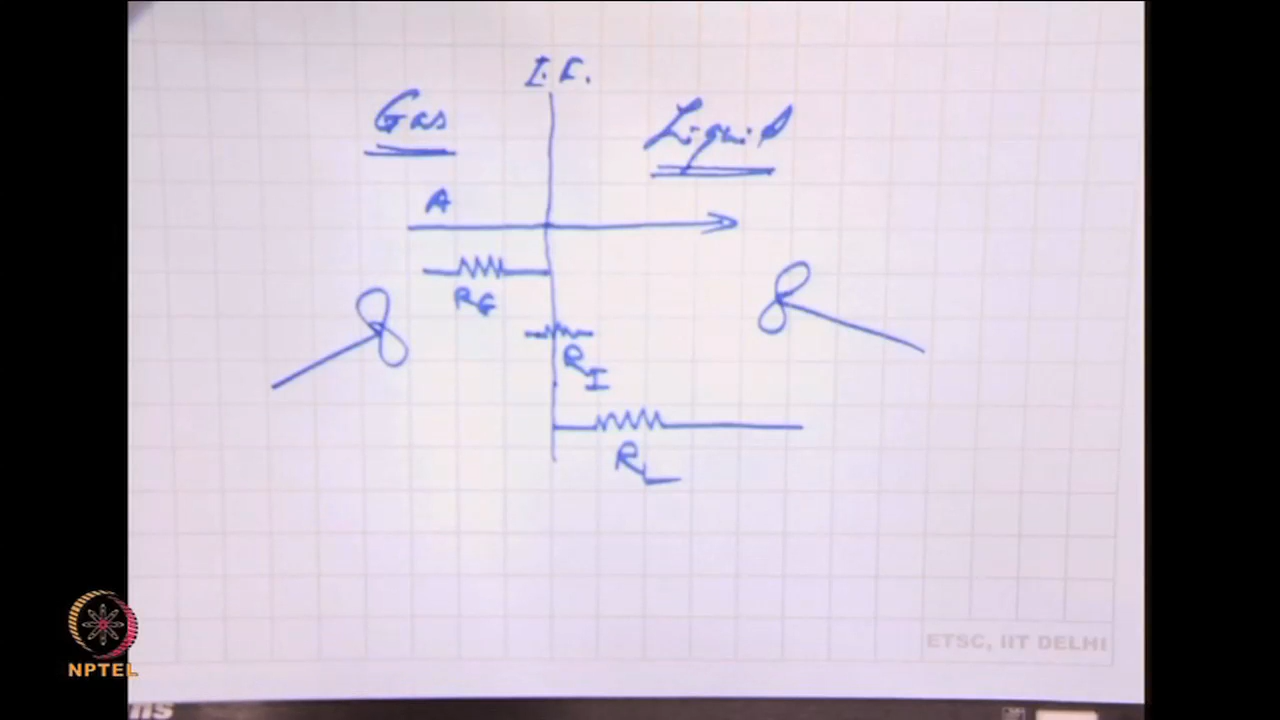 I.F.
Gas
Liquid
A
RG
RI
RL
ETSC, IIT DELHI
NPTEL